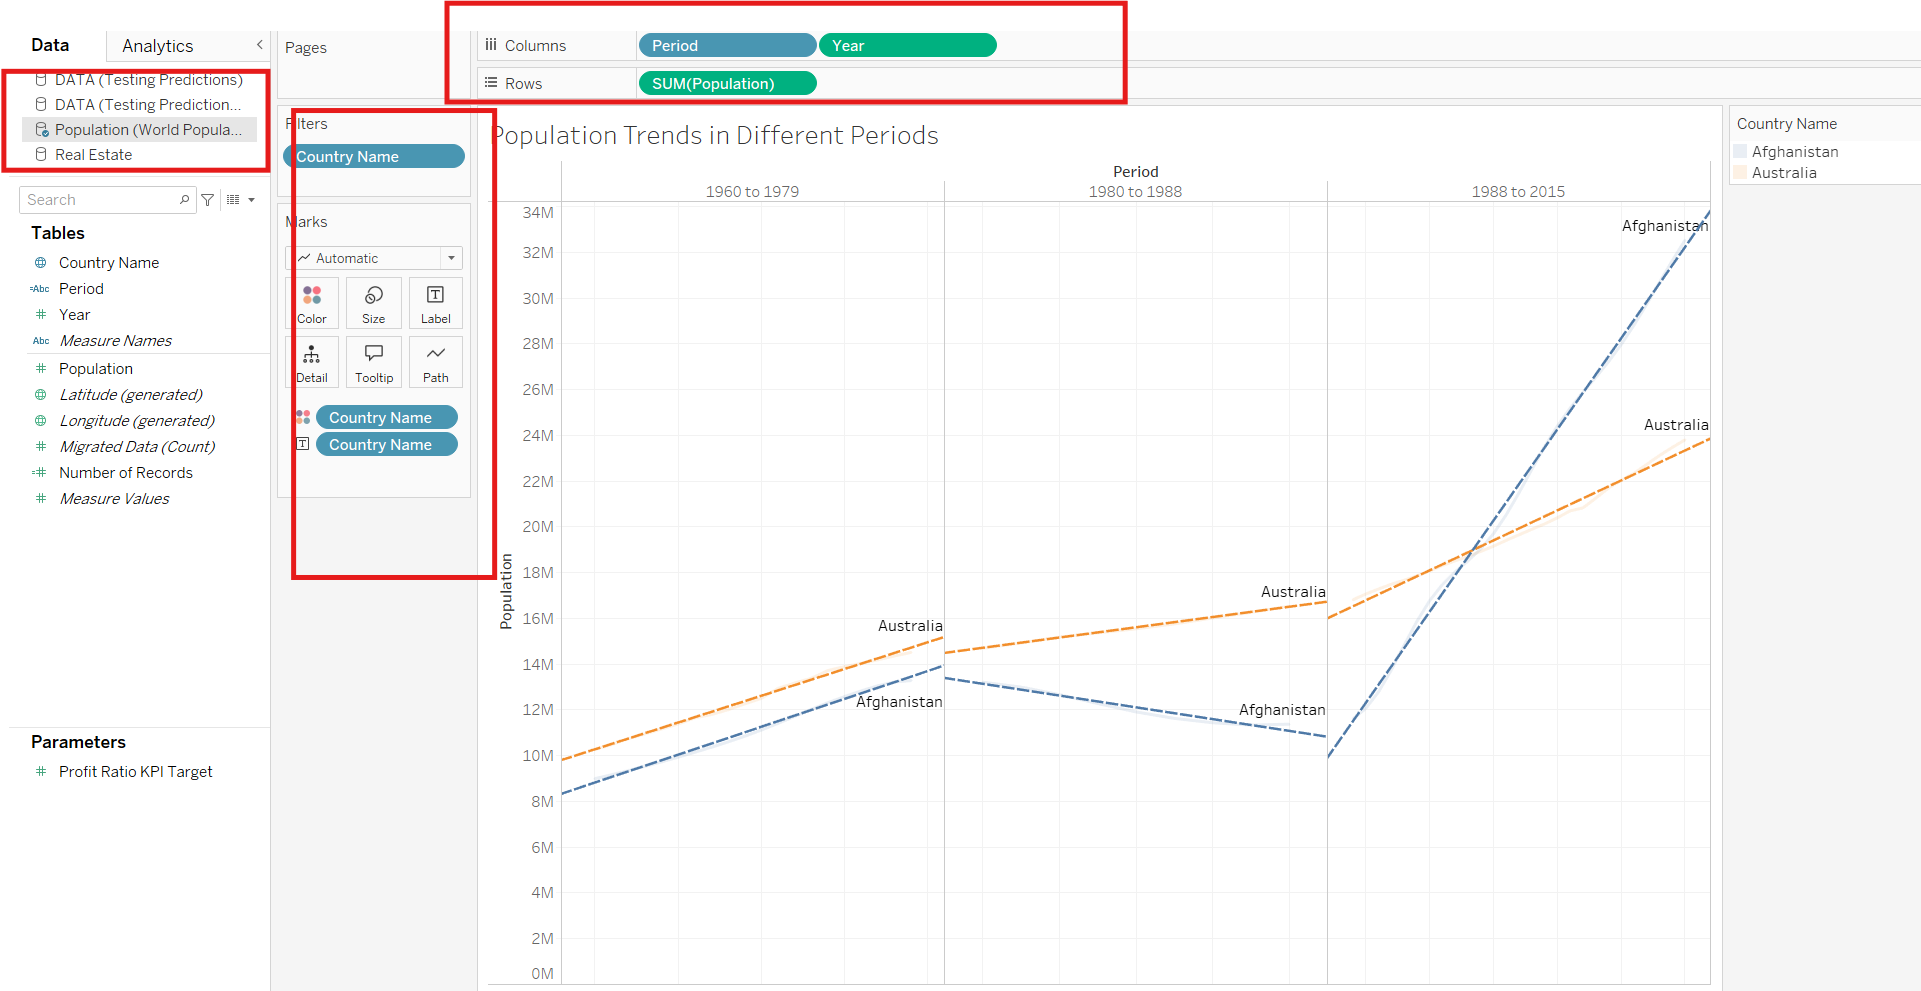 Data
Analytics
DATA (Testing Predictions)
DATA (Testing Prediction...
Population (World Popula...
Real Estate
Search
Tables
Country Name
Period
Year
Measure Names
Population
Latitude (generated)
Longitude (generated)
Migrated Data (Count)
Number of Records
Measure Values
Parameters
Profit Ratio KPI Target
Pages
Filters
Country Name
Marks
Automatic
Color Size Label
Detail Tooltip Path
Country Name
Country Name
Columns Period Year
Rows SUM(Population)
Population Trends in Different Periods
Period
1960 to 1979 1980 to 1988 1988 to 2015
Population
34M
32M
30M
28M
26M
24M
22M
20M
18M
16M
14M
12M
10M
8M
6M
4M
2M
0M
Australia
Afghanistan
Australia
Afghanistan
Afghanistan
Australia
Country Name
Afghanistan
Australia